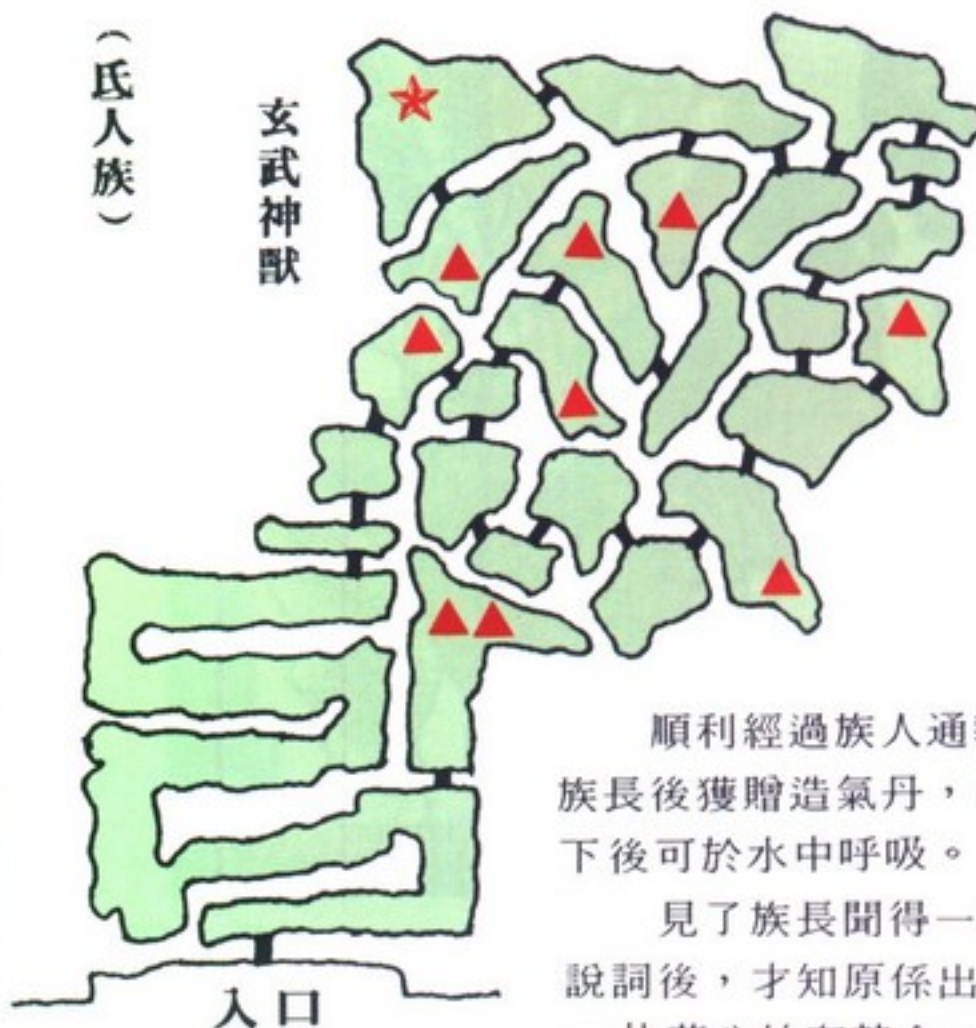 （氐人族）
玄武神獸
順利經過族人通
族長後獲贈造氣丹，
下後可於水中呼吸。
見了族長聞得一
說詞後，才知原係出
入口